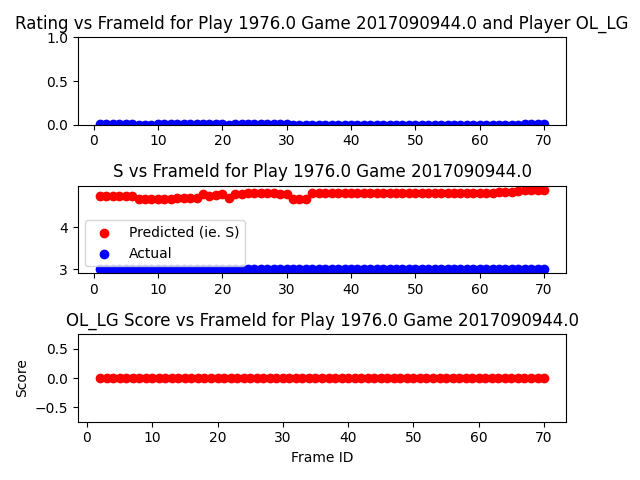 Rating vs FrameId for Play 1976.0 Game 2017090944.0 and Player OL_LG
1.0
0.5
0.0
0 10 20 30 40 50 60 70
S vs FrameId for Play 1976.0 Game 2017090944.0
4
Predicted (ie. S)
Actual
3
0 10 20 30 40 50 60 70
OL_LG Score vs FrameId for Play 1976.0 Game 2017090944.0
0.5
0.0
−0.5
Score
0 10 20 30 40 50 60 70
Frame ID